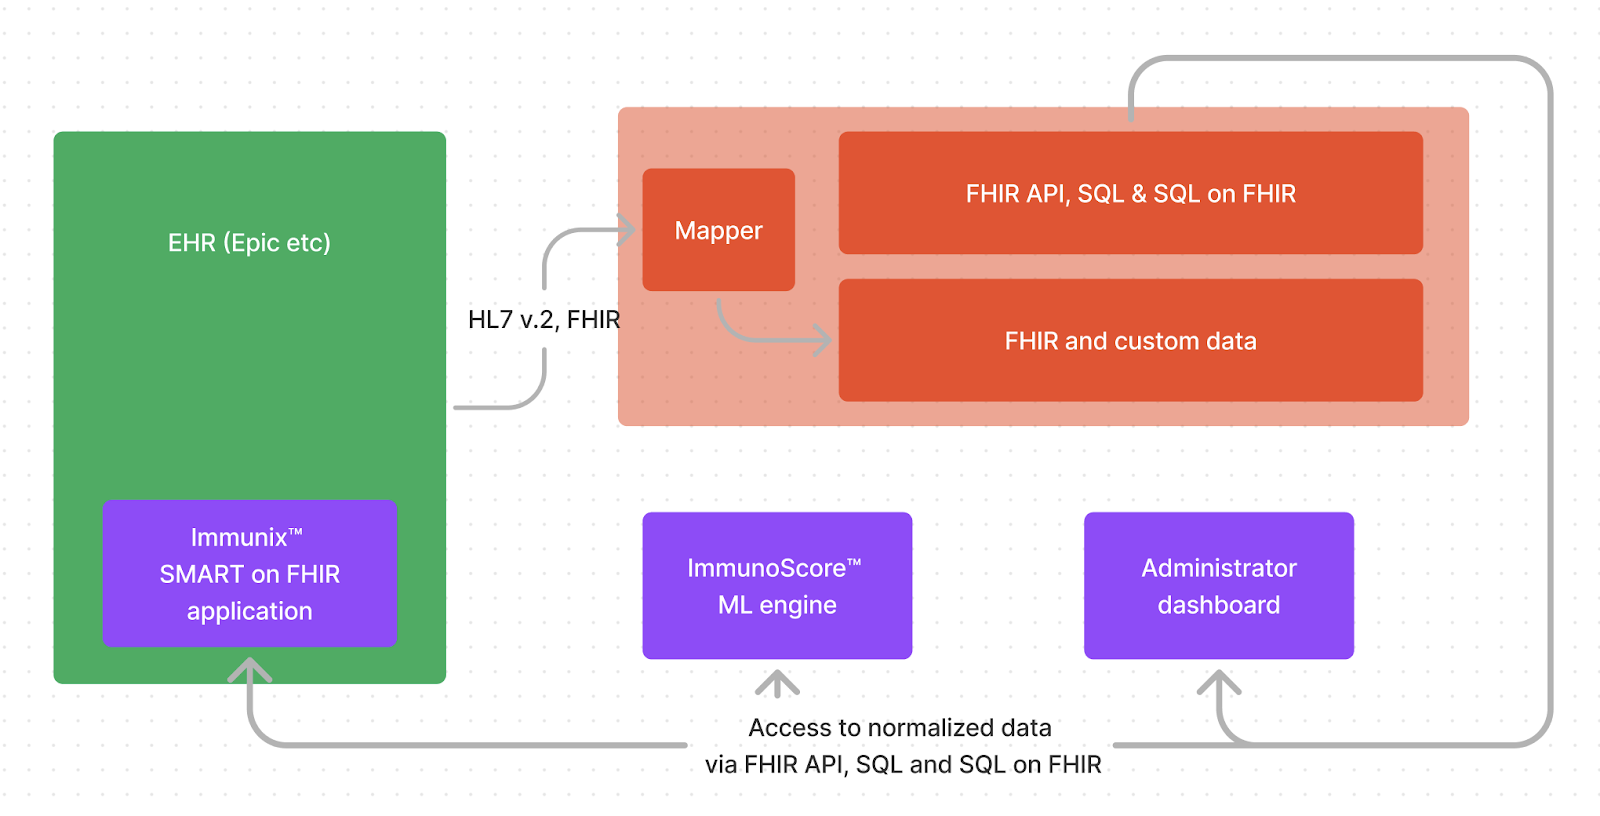 EHR (Epic etc)
Immunix™
SMART on FHIR
application
HL7 v.2, FHIR
Mapper
FHIR API, SQL & SQL on FHIR
FHIR and custom data
ImmunoScore™
ML engine
Administrator
dashboard
Access to normalized data
via FHIR API, SQL and SQL on FHIR